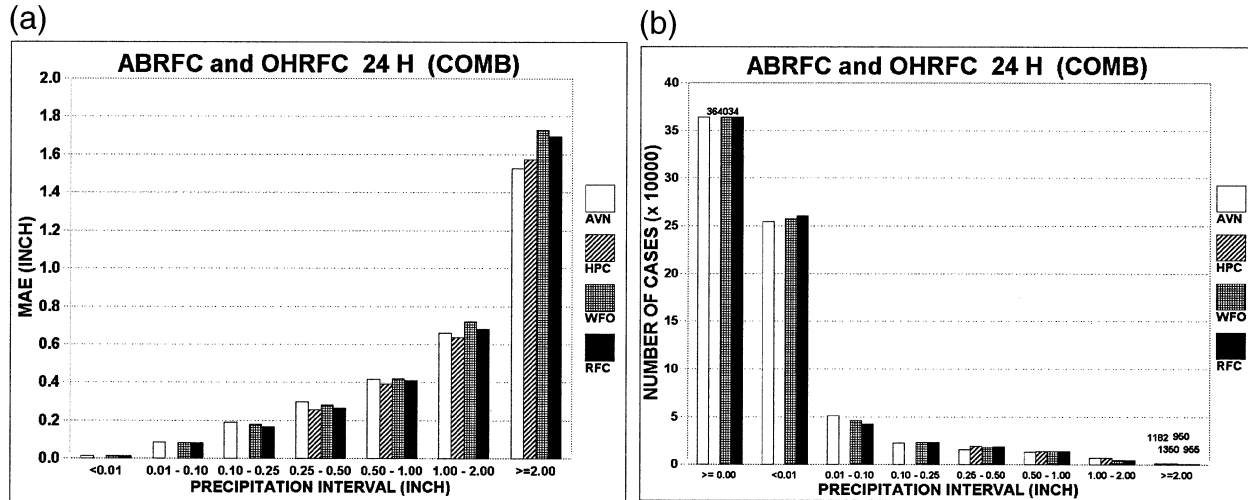 (a)
ABRFC and OHRFC 24 H (COMB)
MAE (INCH)
2.0
1.8
1.6
1.4
1.2
1.0
0.8
0.6
0.4
0.2
0.0
<0.01
0.01 - 0.10
0.10 - 0.25
0.25 - 0.50
0.50 - 1.00
1.00 - 2.00
>=2.00
PRECIPITATION INTERVAL (INCH)
AVN
HPC
WFO
RFC
(b)
ABRFC and OHRFC 24 H (COMB)
NUMBER OF CASES (x 10000)
40
35
30
25
20
15
10
5
0
364034
1182 950
1350 955
>= 0.00
<0.01
0.01 - 0.10
0.10 - 0.25
0.25 - 0.50
0.50 - 1.00
1.00 - 2.00
>=2.00
PRECIPITATION INTERVAL (INCH)
AVN
HPC
WFO
RFC